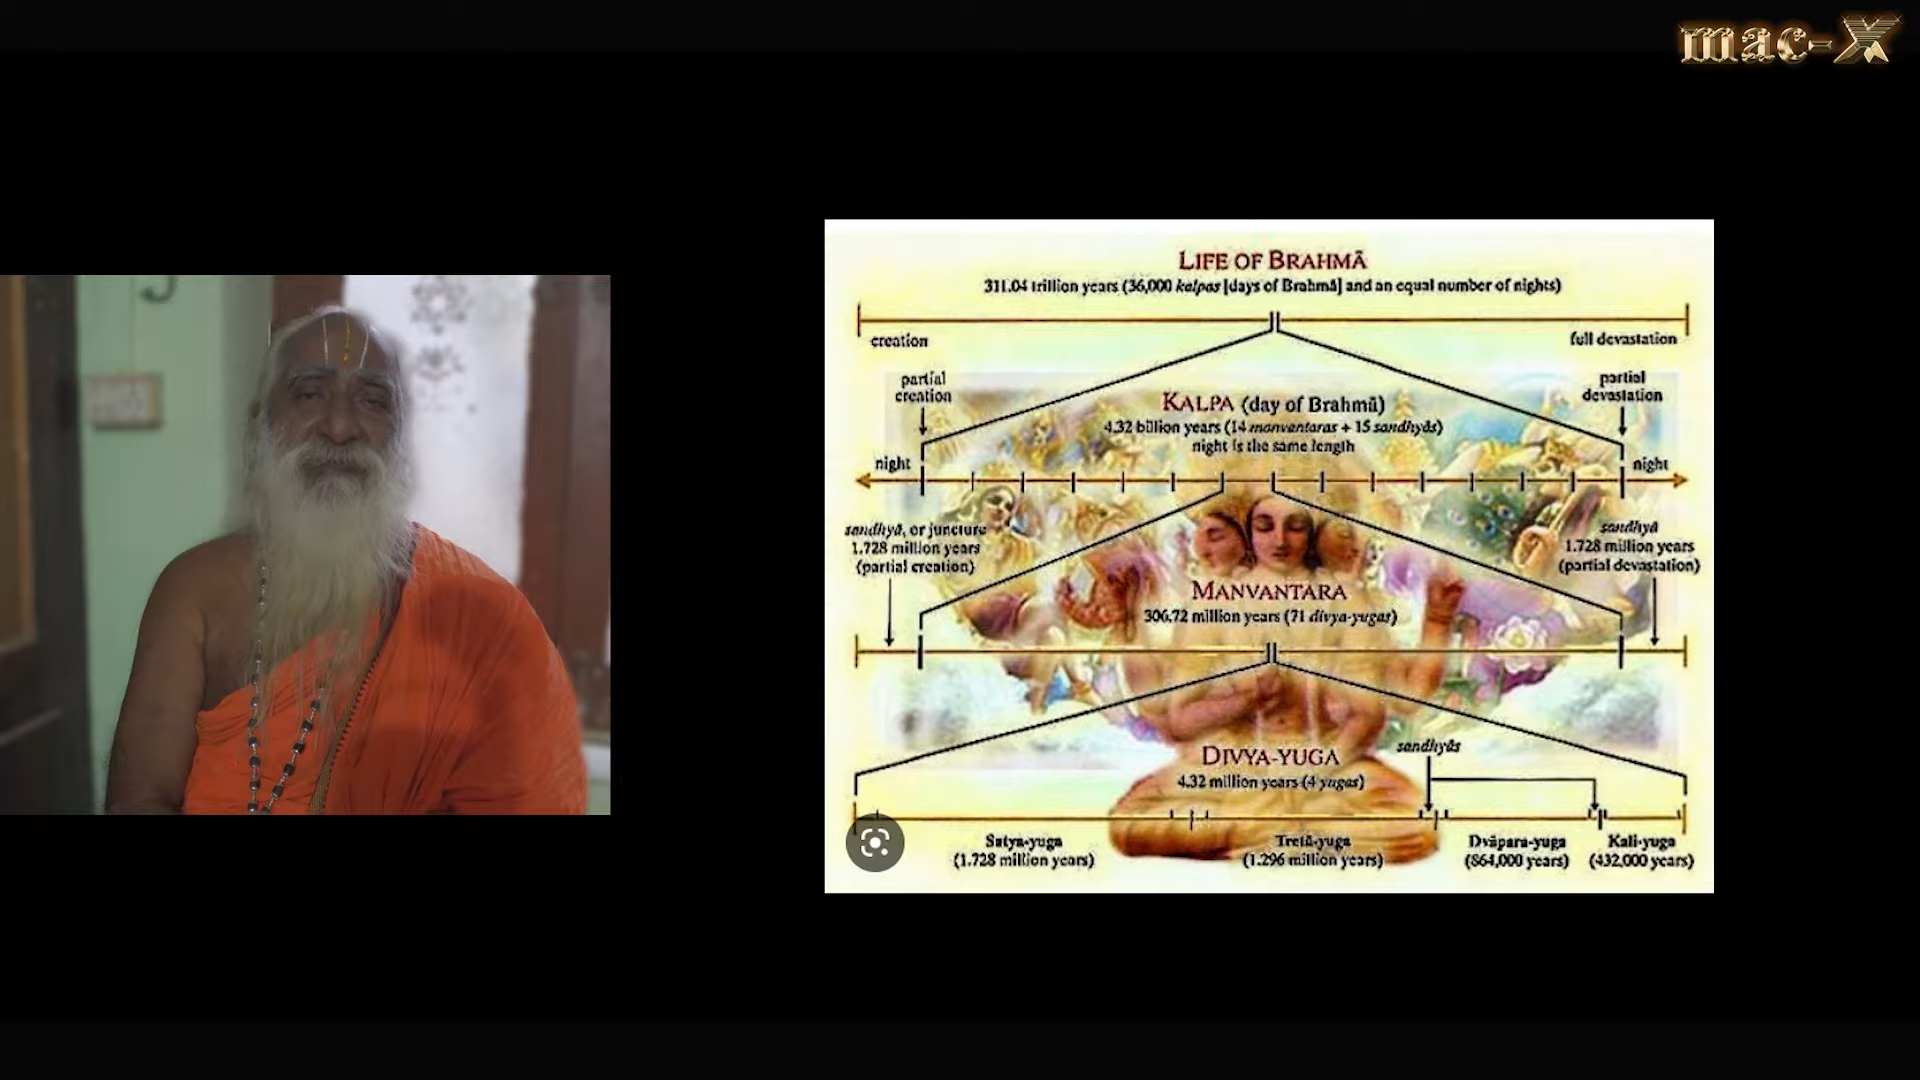 mac-X
LIFE OF BRAHMĀ
311.04 trillion years (36,000 kalpas [days of Brahmā] and an equal number of nights)
creation
full devastation
partial
creation
partial
devastation
KALPA (day of Brahmā)
4.32 billion years (14 manvantaras + 15 sandhyās)
night is the same length
night
night
sandhyā, or juncture
1.728 million years
(partial creation)
sandhyā
1.728 million years
(partial devastation)
MANVANTARA
306.72 million years (71 divya-yugas)
DIVYA-YUGA
4.32 million years (4 yugas)
sandhyās
Satya-yuga
(1.728 million years)
Tretā-yuga
(1.296 million years)
Dvāpara-yuga
(864,000 years)
Kali-yuga
(432,000 years)